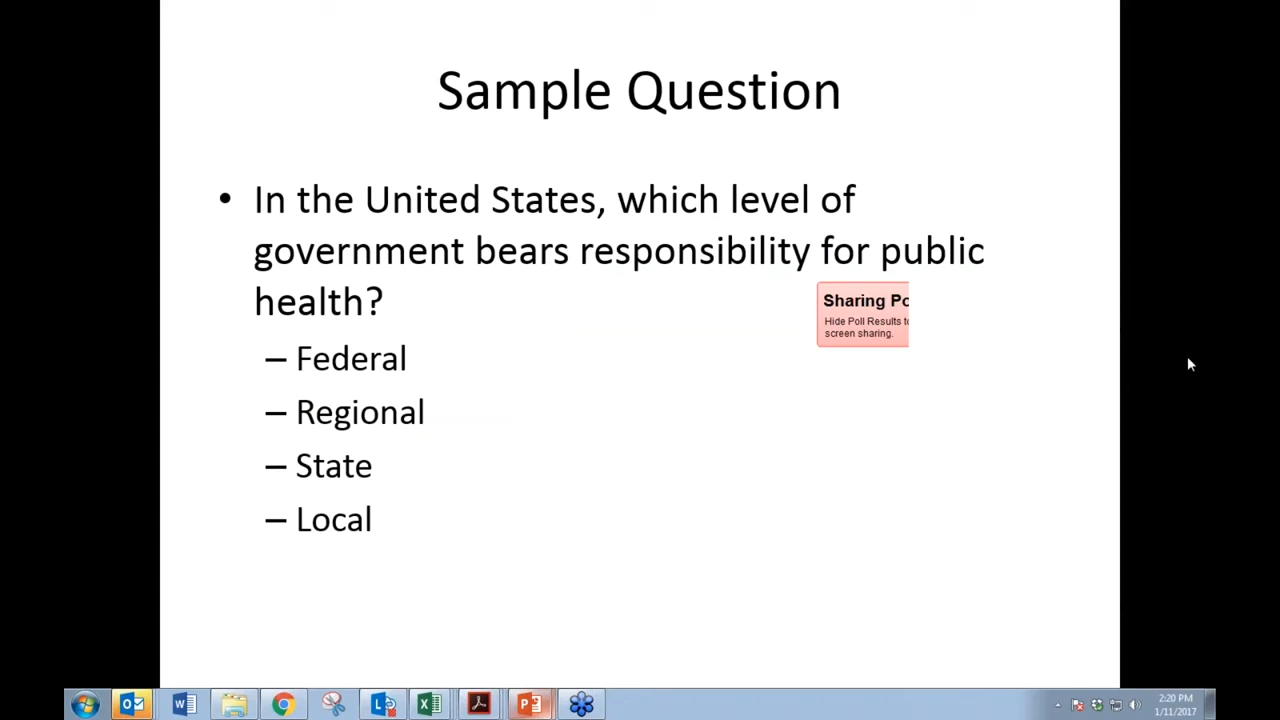 Sample Question
• In the United States, which level of
government bears responsibility for public
health?
Sharing Po
Hide Poll Results to
screen sharing.
– Federal
– Regional
– State
– Local
2:20 PM
1/11/2017